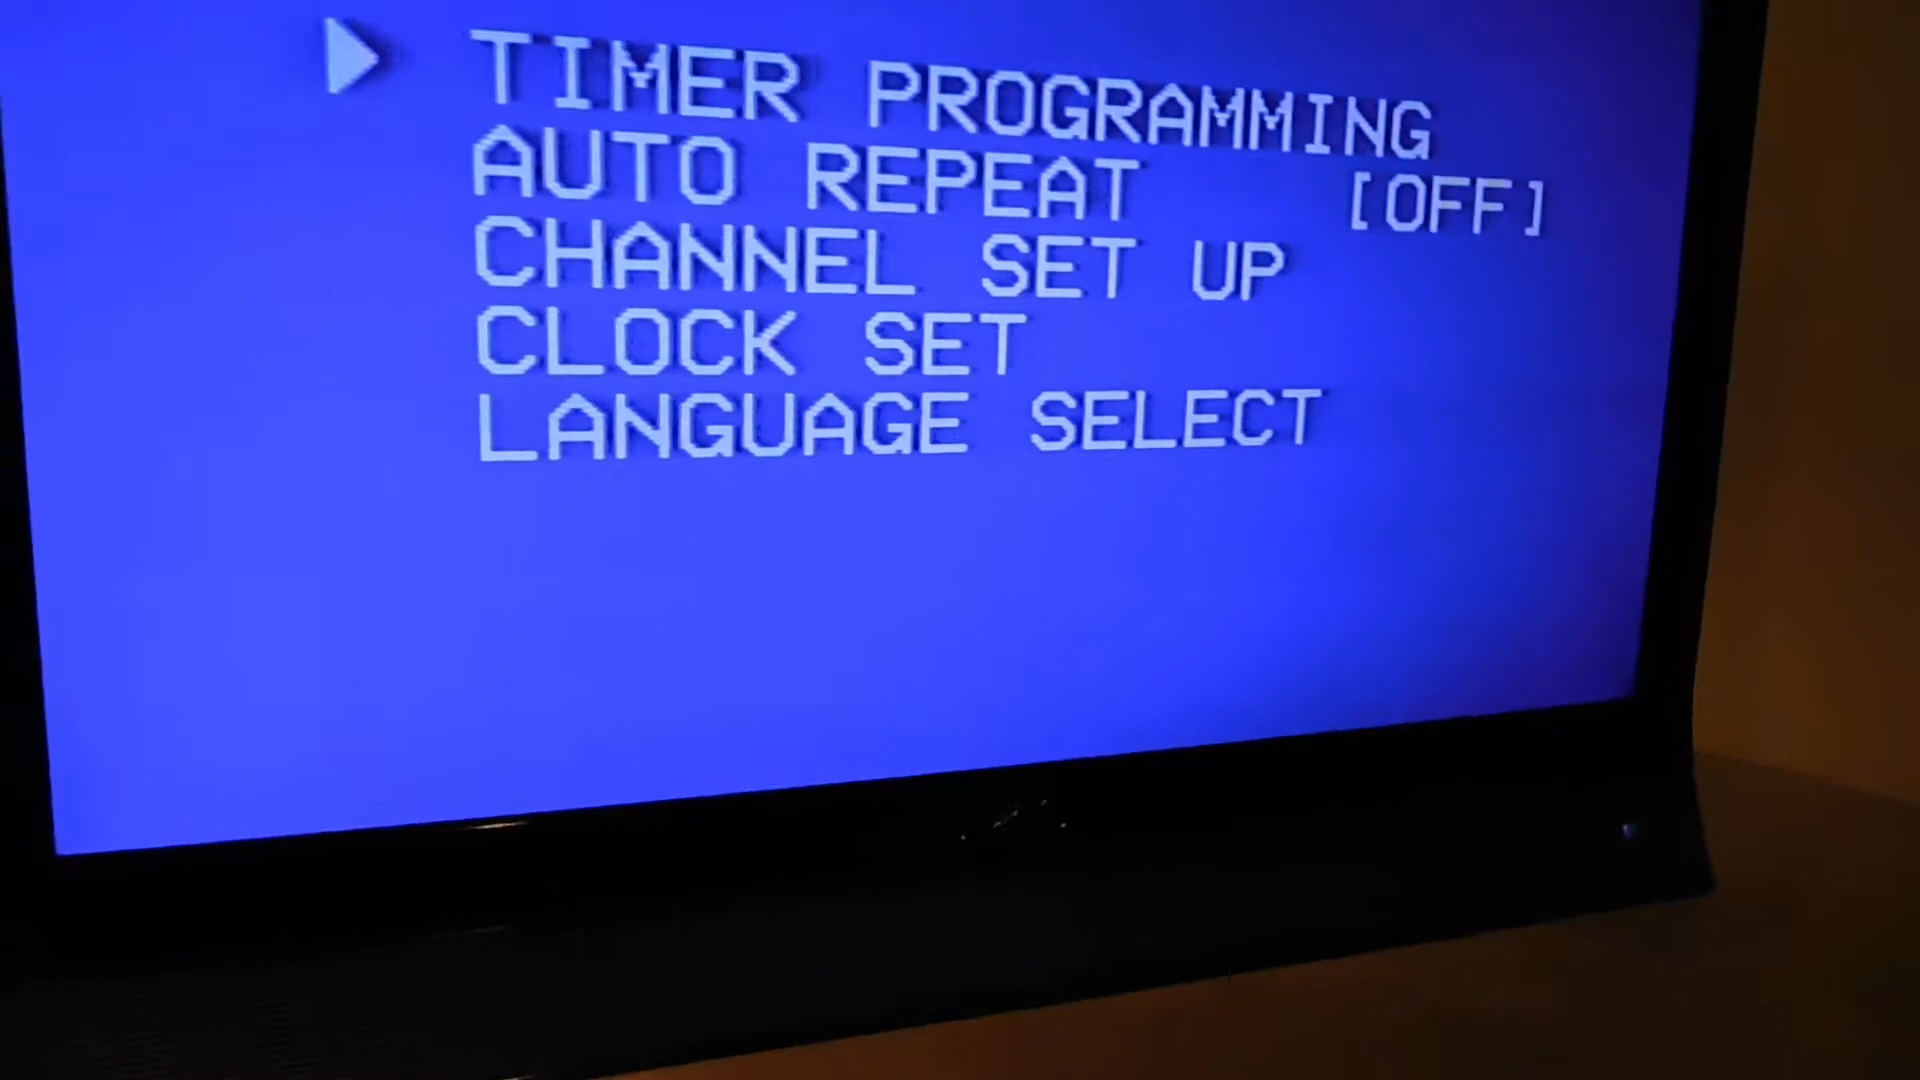 ▶ TIMER PROGRAMMING
AUTO REPEAT [OFF]
CHANNEL SET UP
CLOCK SET
LANGUAGE SELECT